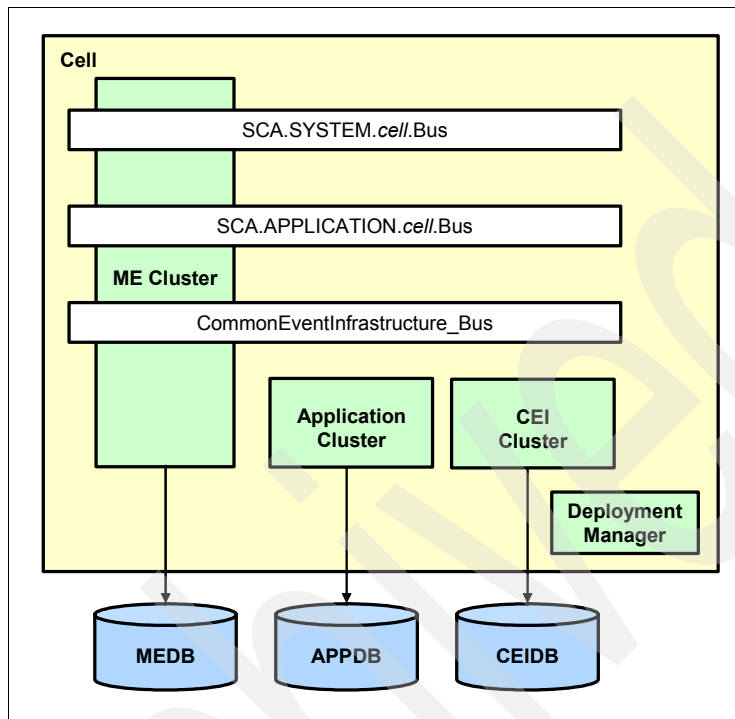 Cell
SCA.SYSTEM.cell.Bus
SCA.APPLICATION.cell.Bus
ME Cluster
CommonEventInfrastructure_Bus
Application
Cluster
CEI
Cluster
Deployment
Manager
MEDB
APPDB
CEIDB